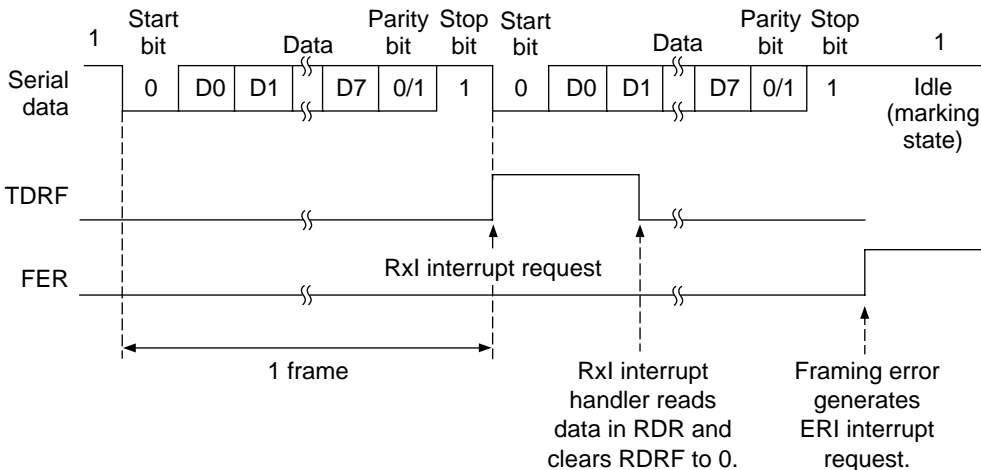 Start bit
Parity bit
Stop bit
Start bit
Parity bit
Stop bit
1
Data
Data
1
Serial data
0
D0
D1
D7
0/1
1
0
D0
D1
D7
0/1
1
Idle (marking state)
TDRF
RxI interrupt request
FER
1 frame
RxI interrupt
handler reads
data in RDR and
clears RDRF to 0.
Framing error
generates
ERI interrupt
request.